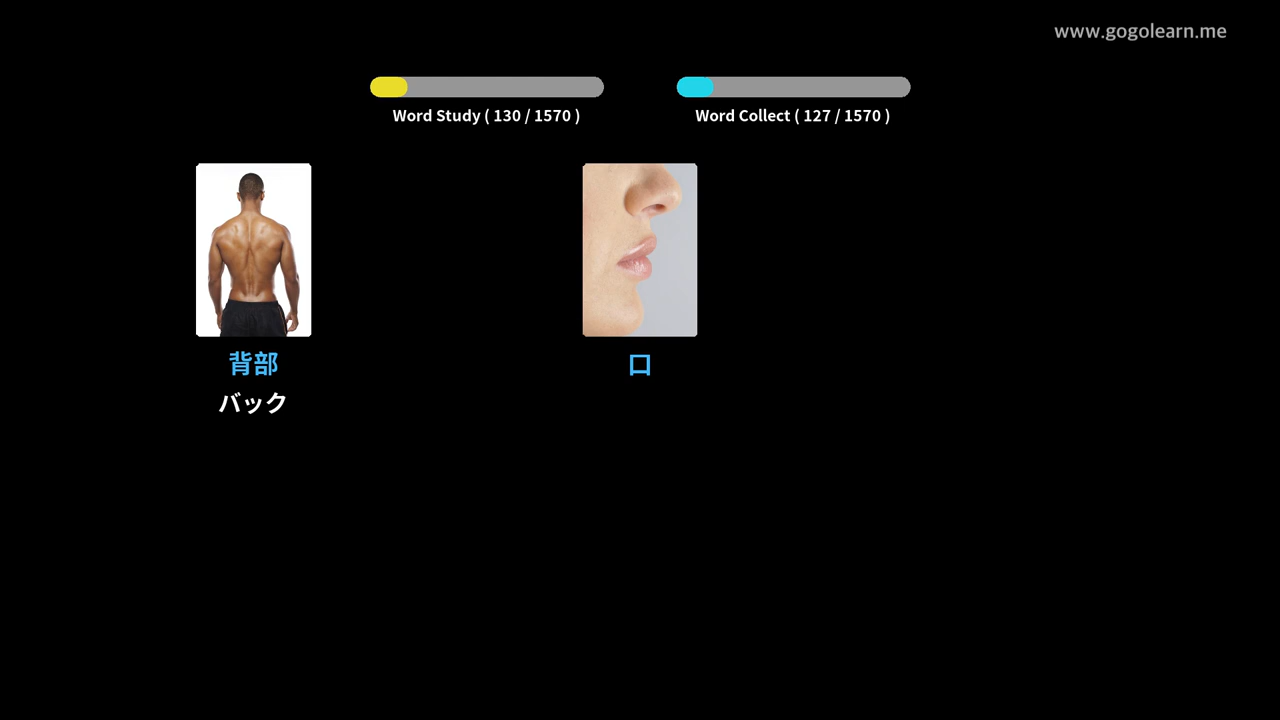 www.gogolearn.me
Word Study ( 130 / 1570 )
Word Collect ( 127 / 1570 )
背部
バック
口